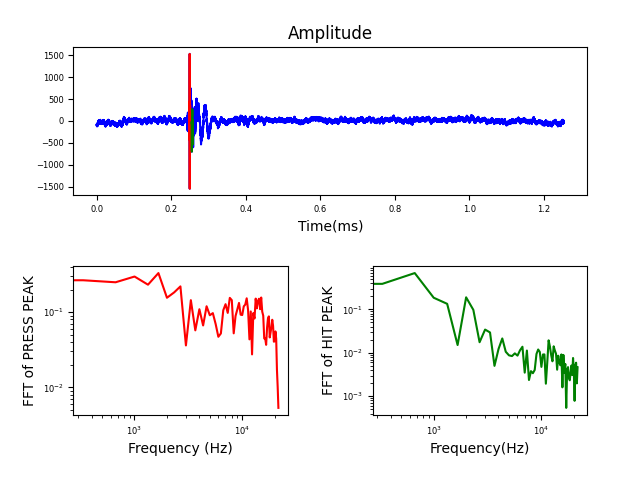 Amplitude
1500
1000
500
0
−500
−1000
−1500
0.0 0.2 0.4 0.6 0.8 1.0 1.2
Time(ms)
FFT of PRESS PEAK
10⁻¹
10⁻²
10³ 10⁴
Frequency (Hz)
FFT of HIT PEAK
10⁻¹
10⁻²
10⁻³
10³ 10⁴
Frequency(Hz)